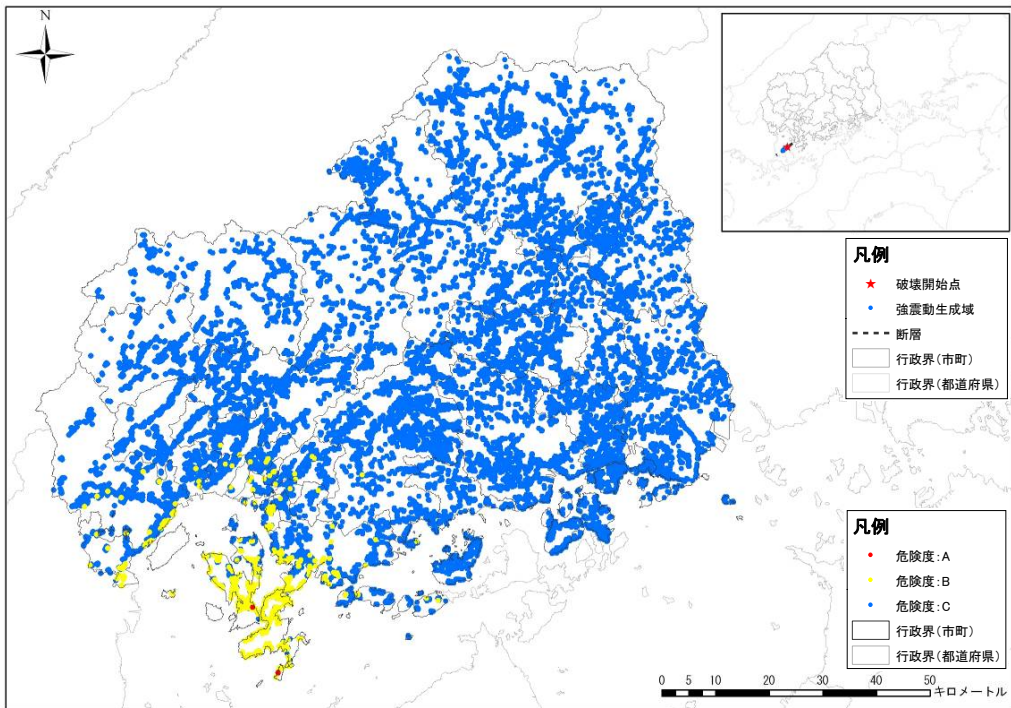 N
凡例
破壊開始点
強震動生成域
断層
行政界(市町)
行政界(都道府県)
凡例
危険度:A
危険度:B
危険度:C
行政界(市町)
行政界(都道府県)
0 5 10 20 30 40 50
キロメートル